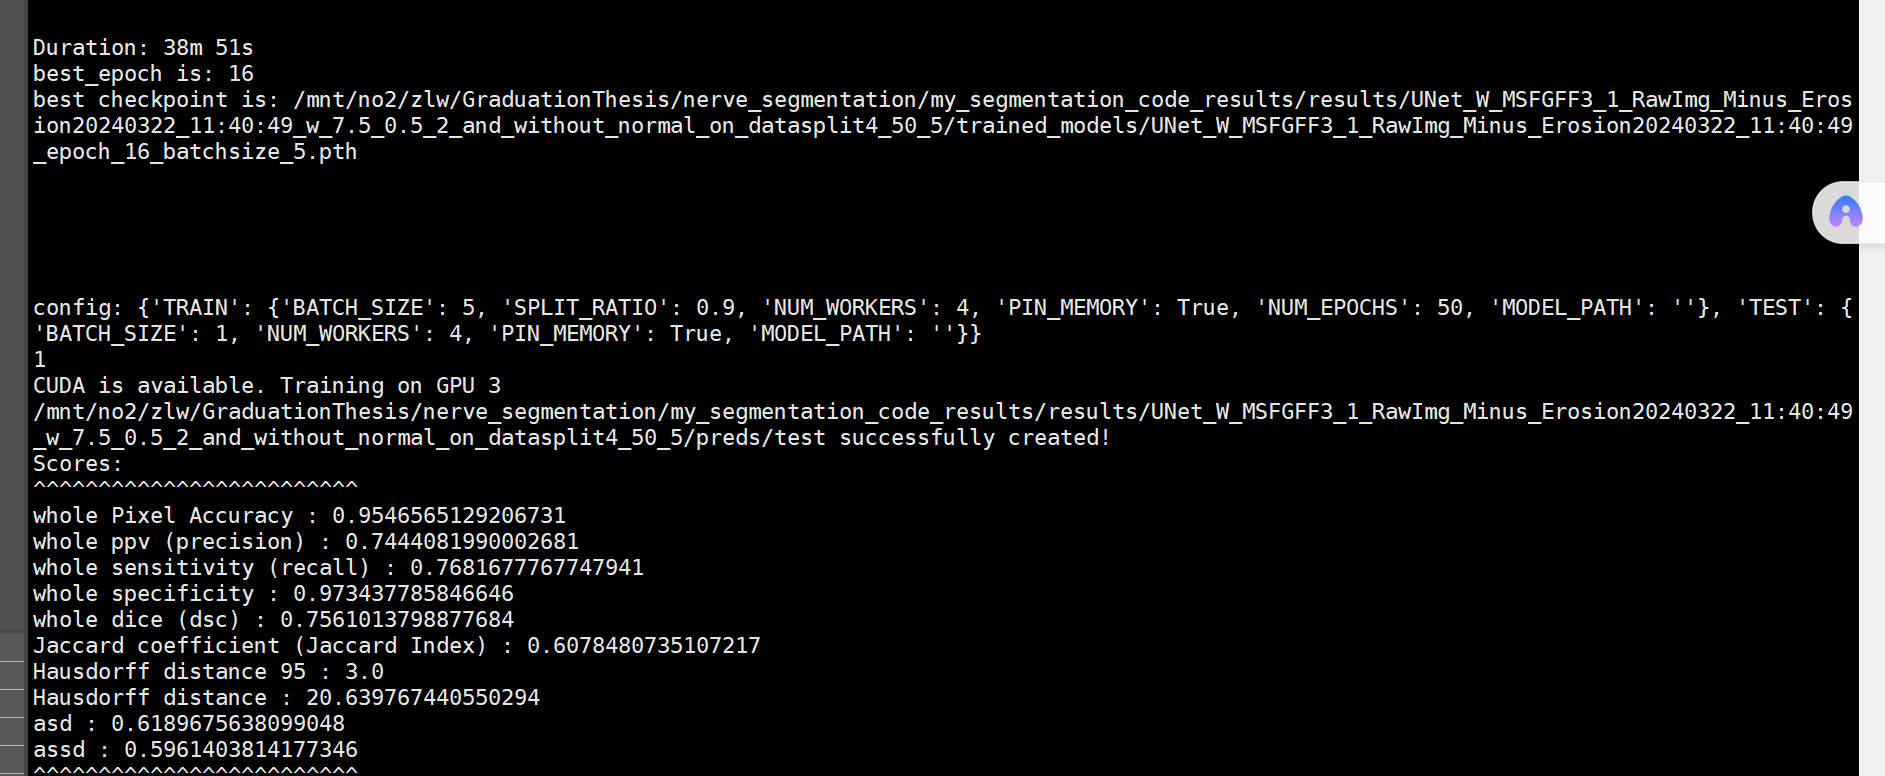 Duration: 38m 51s
best_epoch is: 16
best checkpoint is: /mnt/no2/zlw/GraduationThesis/nerve_segmentation/my_segmentation_code_results/results/UNet_W_MSFGFF3_1_RawImg_Minus_Eros
ion20240322_11:40:49_w_7.5_0.5_2_and_without_normal_on_datasplit4_50_5/trained_models/UNet_W_MSFGFF3_1_RawImg_Minus_Erosion20240322_11:40:49
_epoch_16_batchsize_5.pth
config: {'TRAIN': {'BATCH_SIZE': 5, 'SPLIT_RATIO': 0.9, 'NUM_WORKERS': 4, 'PIN_MEMORY': True, 'NUM_EPOCHS': 50, 'MODEL_PATH': ''}, 'TEST': {
'BATCH_SIZE': 1, 'NUM_WORKERS': 4, 'PIN_MEMORY': True, 'MODEL_PATH': ''}}
1
CUDA is available. Training on GPU 3
/mnt/no2/zlw/GraduationThesis/nerve_segmentation/my_segmentation_code_results/results/UNet_W_MSFGFF3_1_RawImg_Minus_Erosion20240322_11:40:49
_w_7.5_0.5_2_and_without_normal_on_datasplit4_50_5/preds/test successfully created!
Scores:
^^^^^^^^^^^^^^^^^^^^^^^^^
whole Pixel Accuracy : 0.9546565129206731
whole ppv (precision) : 0.7444081990002681
whole sensitivity (recall) : 0.7681677767747941
whole specificity : 0.973437785846646
whole dice (dsc) : 0.7561013798877684
Jaccard coefficient (Jaccard Index) : 0.6078480735107217
Hausdorff distance 95 : 3.0
Hausdorff distance : 20.639767440550294
asd : 0.6189675638099048
assd : 0.5961403814177346
^^^^^^^^^^^^^^^^^^^^^^^^^